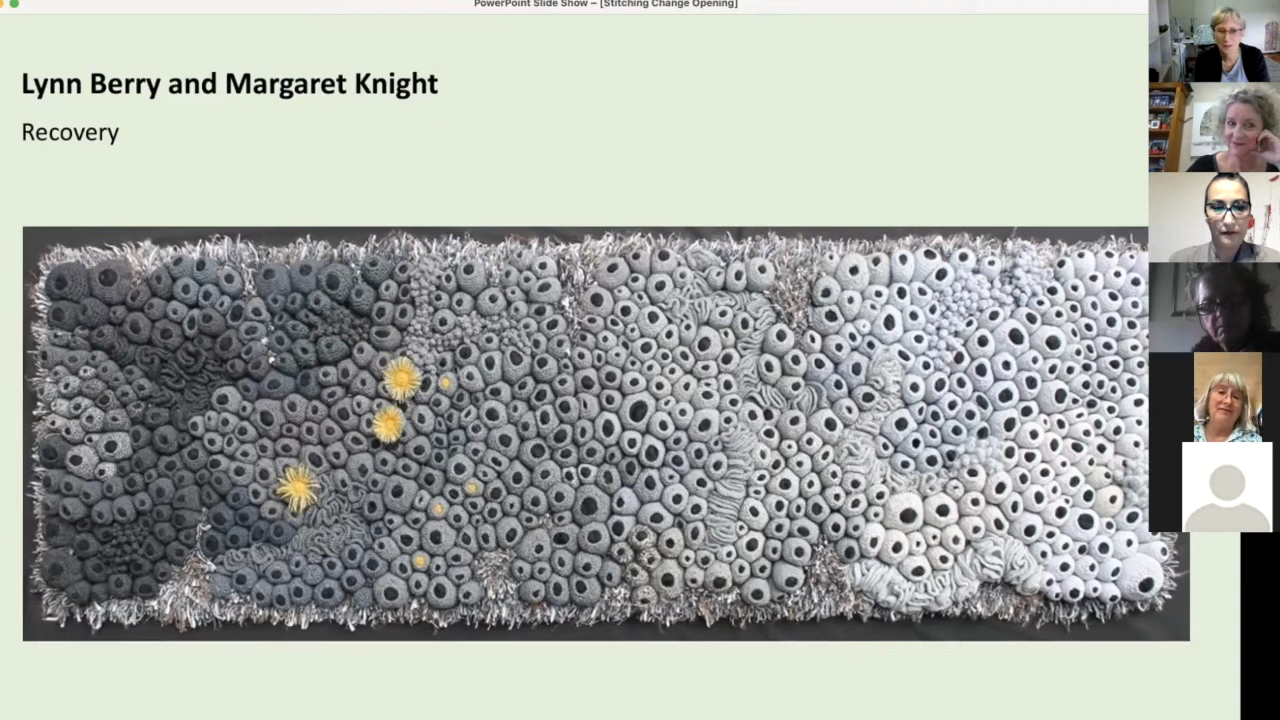 PowerPoint Slide Show – [Stitching Change Opening]
Lynn Berry and Margaret Knight
Recovery